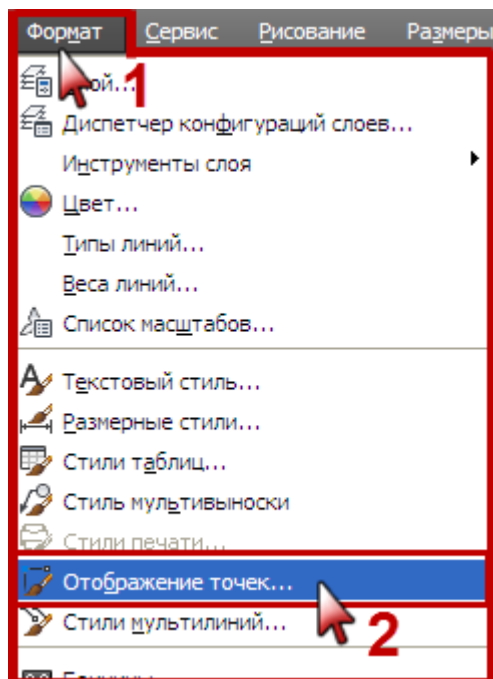 Формат Сервис Рисование Размеры
1
Диспетчер конфигураций слоев...
Инструменты слоя
Цвет...
Типы линий...
Веса линий...
Список масштабов...
Текстовый стиль...
Размерные стили...
Стили таблиц...
Стиль мультивыноски
Стили печати...
Отображение точек...
2
Стили мультилиний...